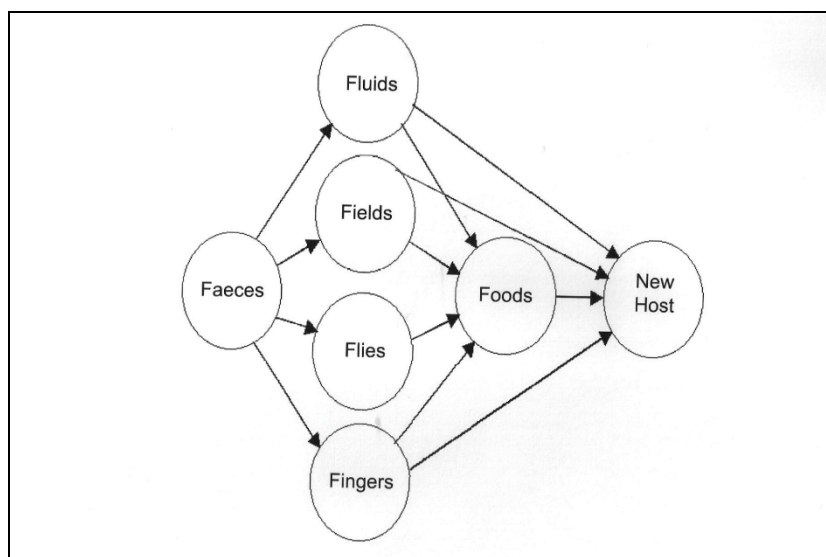 Fluids
Fields
Faeces
Foods
New
Host
Flies
Fingers